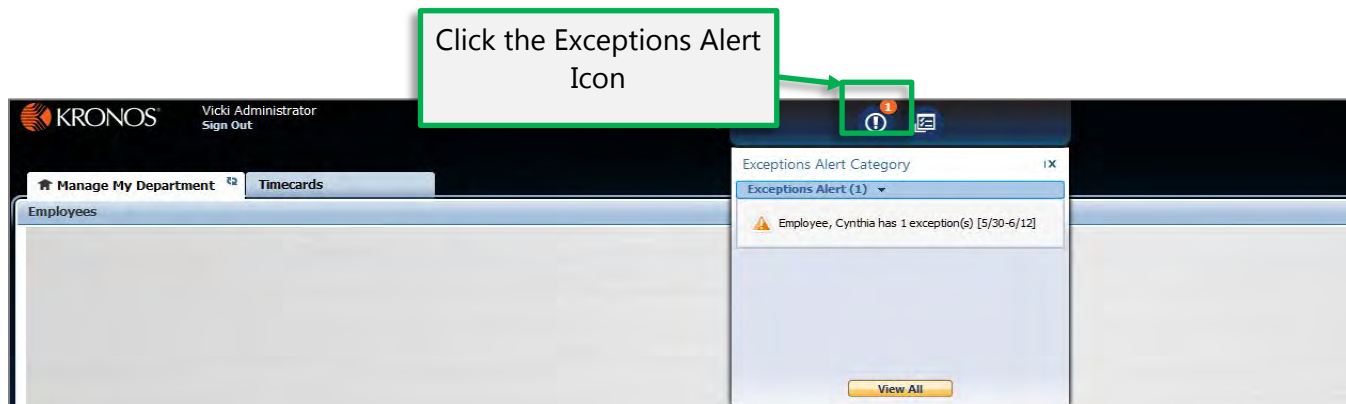 Click the Exceptions Alert
Icon
KRONOS
Vicki Administrator
Sign Out
1
Exceptions Alert Category
X
Manage My Department
Timecards
Exceptions Alert (1)
Employees
Employee, Cynthia has 1 exception(s) [5/30-6/12]
View All